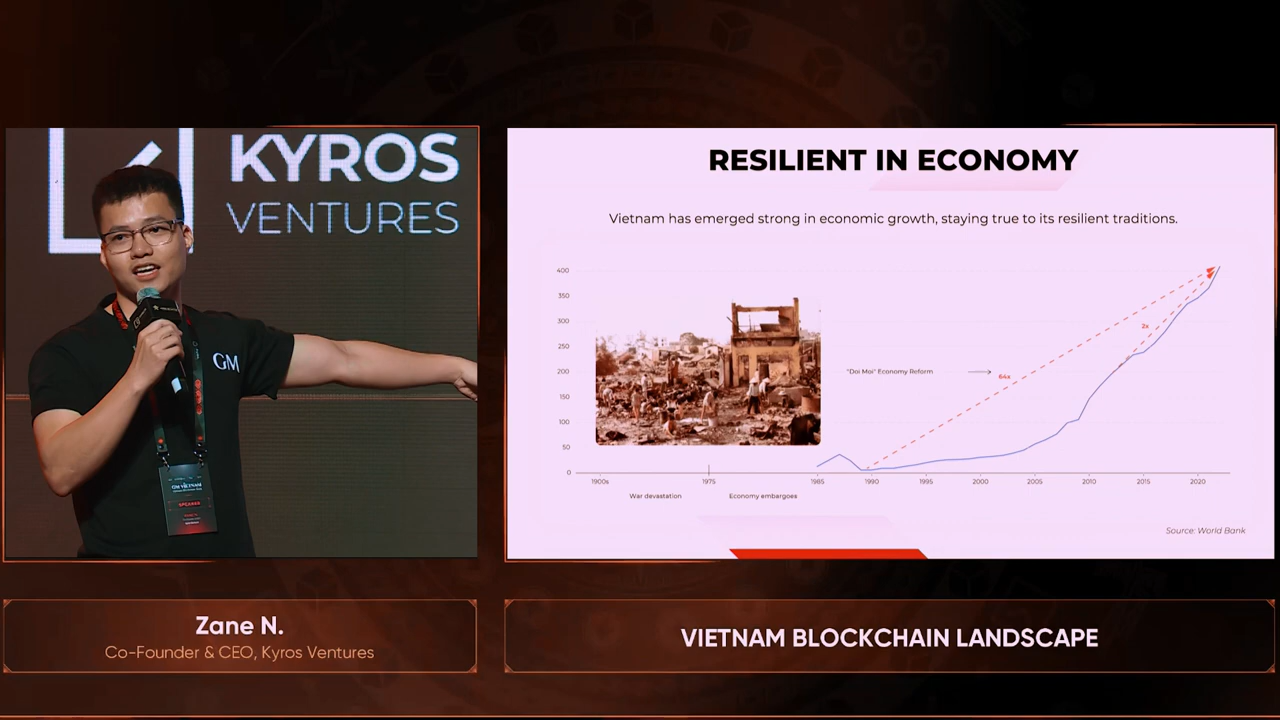 KYROS
VENTURES
GM
GM VIETNAM
SPEAKER
RESILIENT IN ECONOMY
Vietnam has emerged strong in economic growth, staying true to its resilient traditions.
400
350
300
250
200
150
100
50
0
"Doi Moi" Economy Reform
64x
2x
1900s
1975
1985
1990
1995
2000
2005
2010
2015
2020
War devastation
Economy embargoes
Source: World Bank
Zane N.
Co-Founder & CEO, Kyros Ventures
VIETNAM BLOCKCHAIN LANDSCAPE